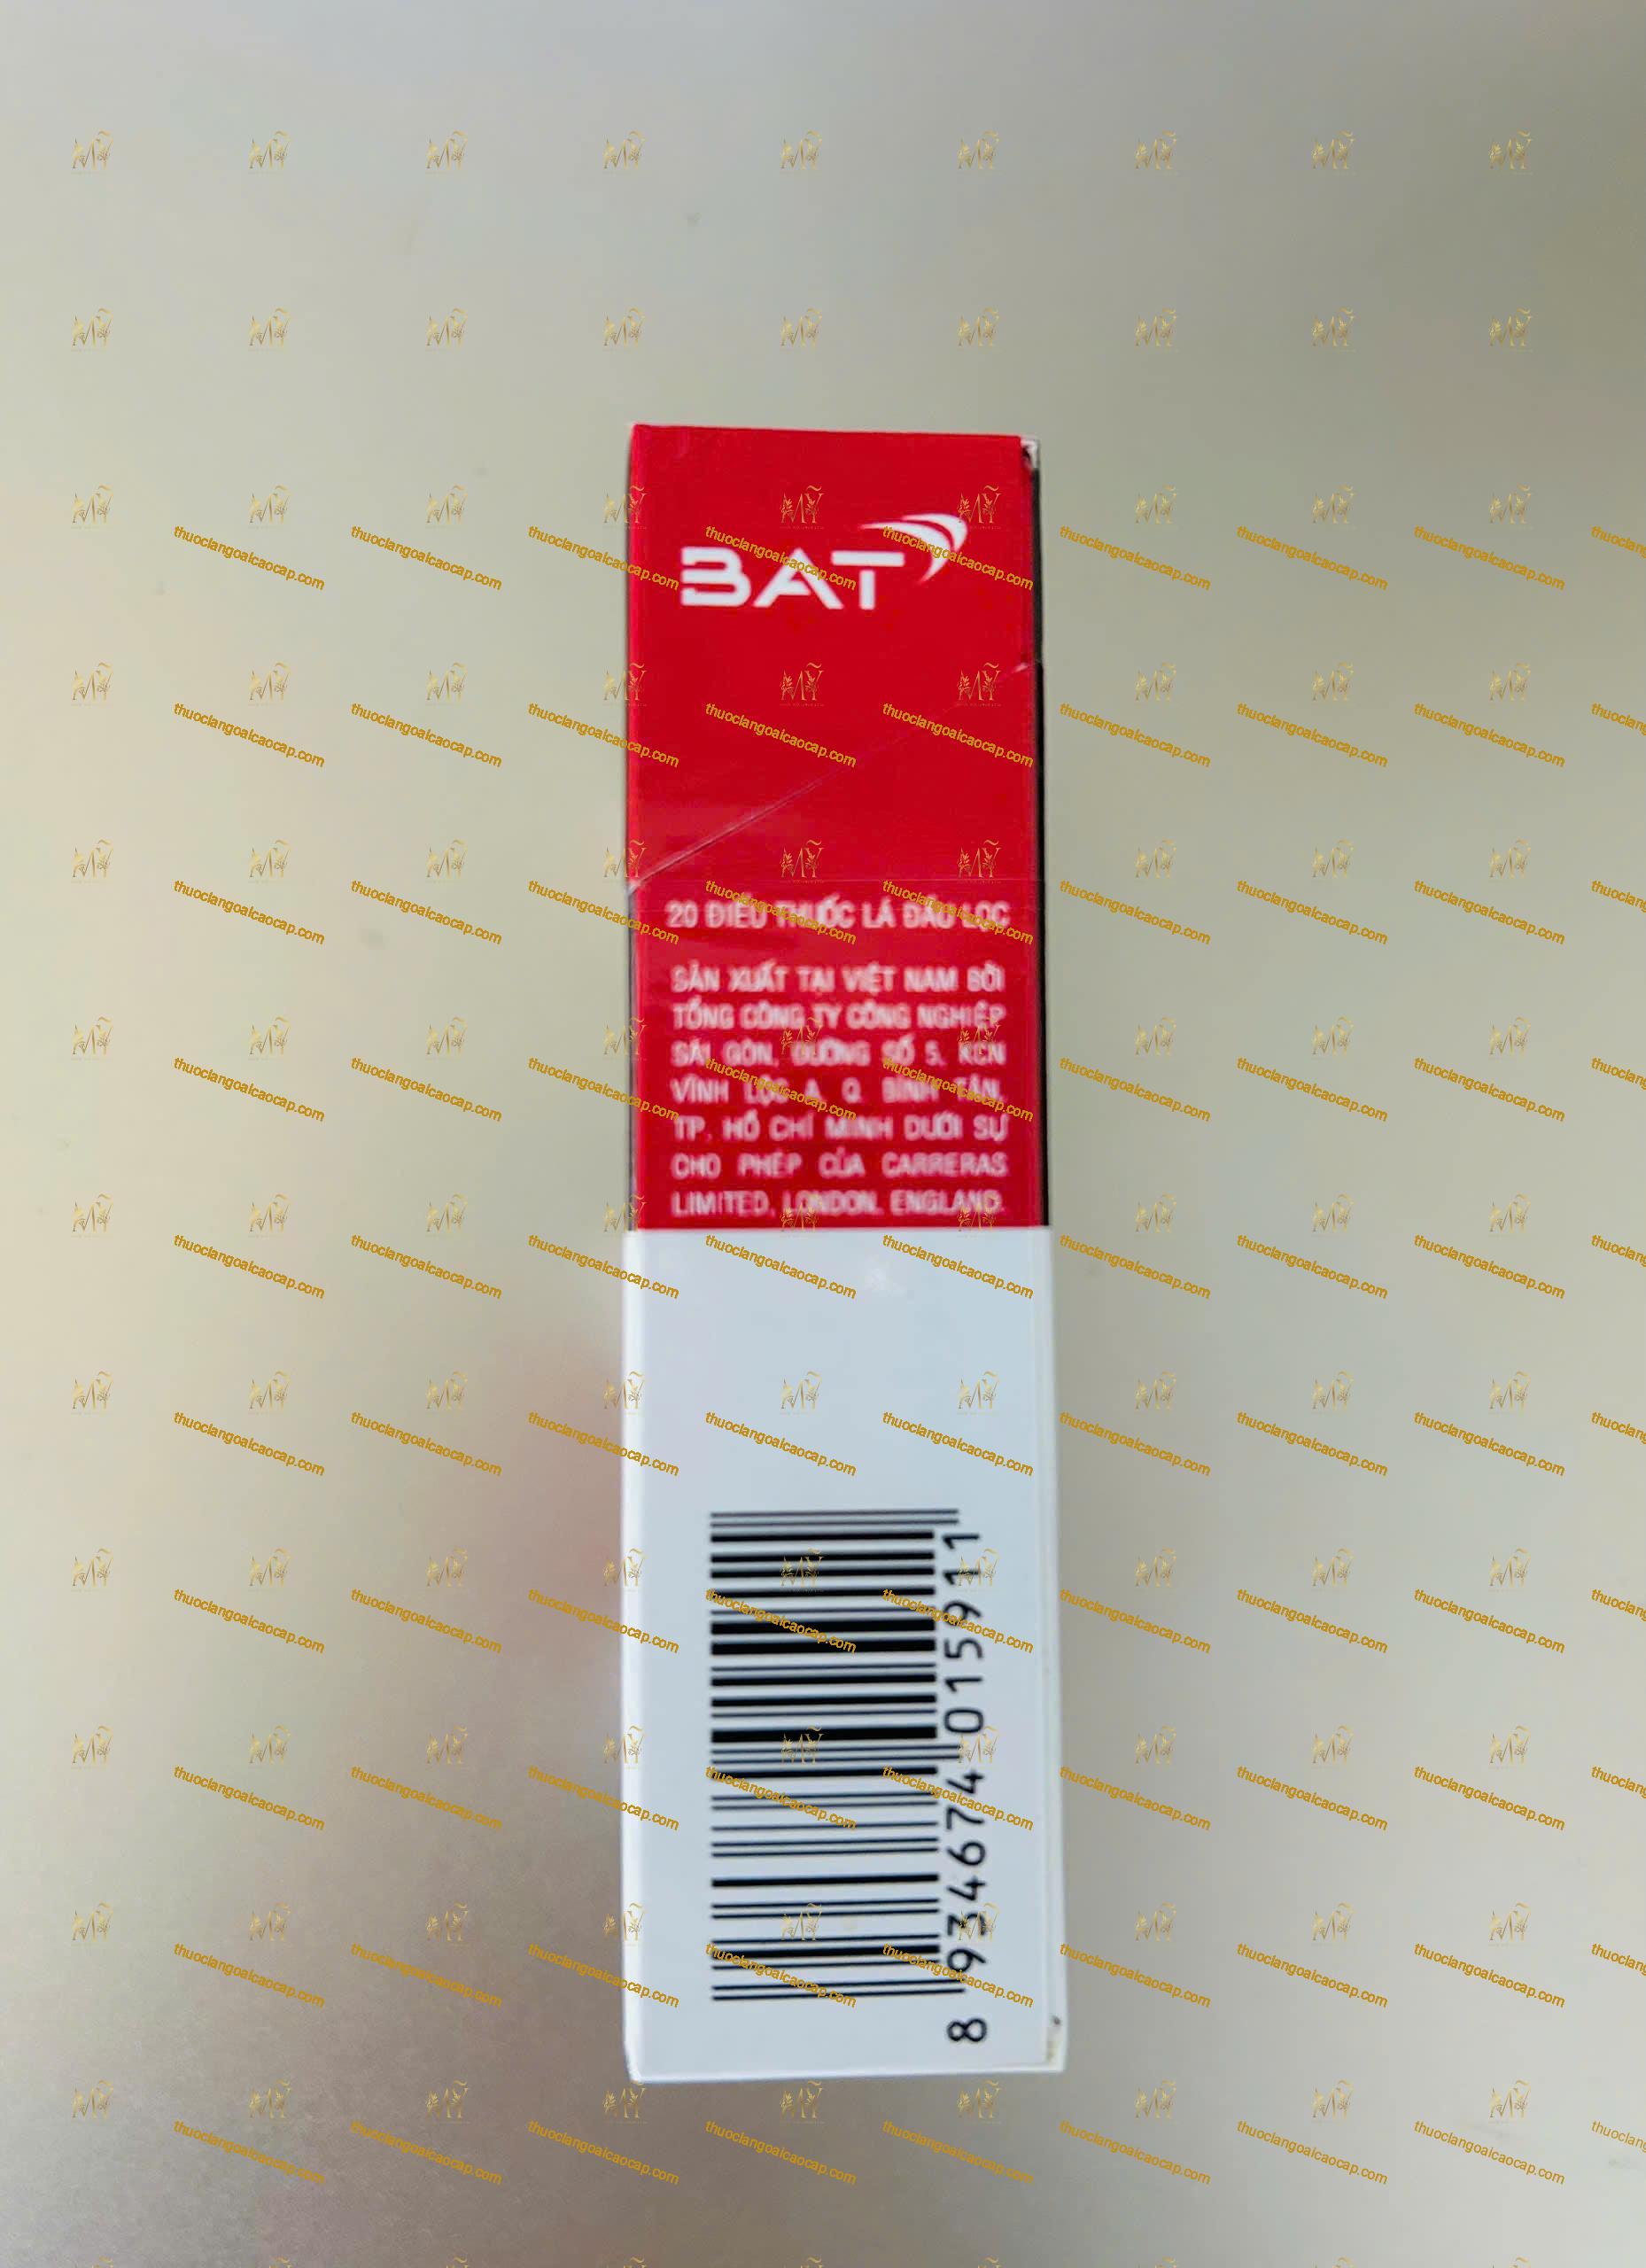 BAT
20 ĐIẾU THUỐC LÁ ĐẦU LỌC
SẢN XUẤT TẠI VIỆT NAM BỞI
TỔNG CÔNG TY CÔNG NGHIỆP
SÀI GÒN, ĐƯỜNG SỐ 5, KCN
VĨNH LỘC A, Q. BÌNH TÂN,
TP. HỒ CHÍ MINH DƯỚI SỰ
CHO PHÉP CỦA CARRERAS
LIMITED, LONDON, ENGLAND.
8 934674 015911
MỸ
thuoclangoaicaocap.com